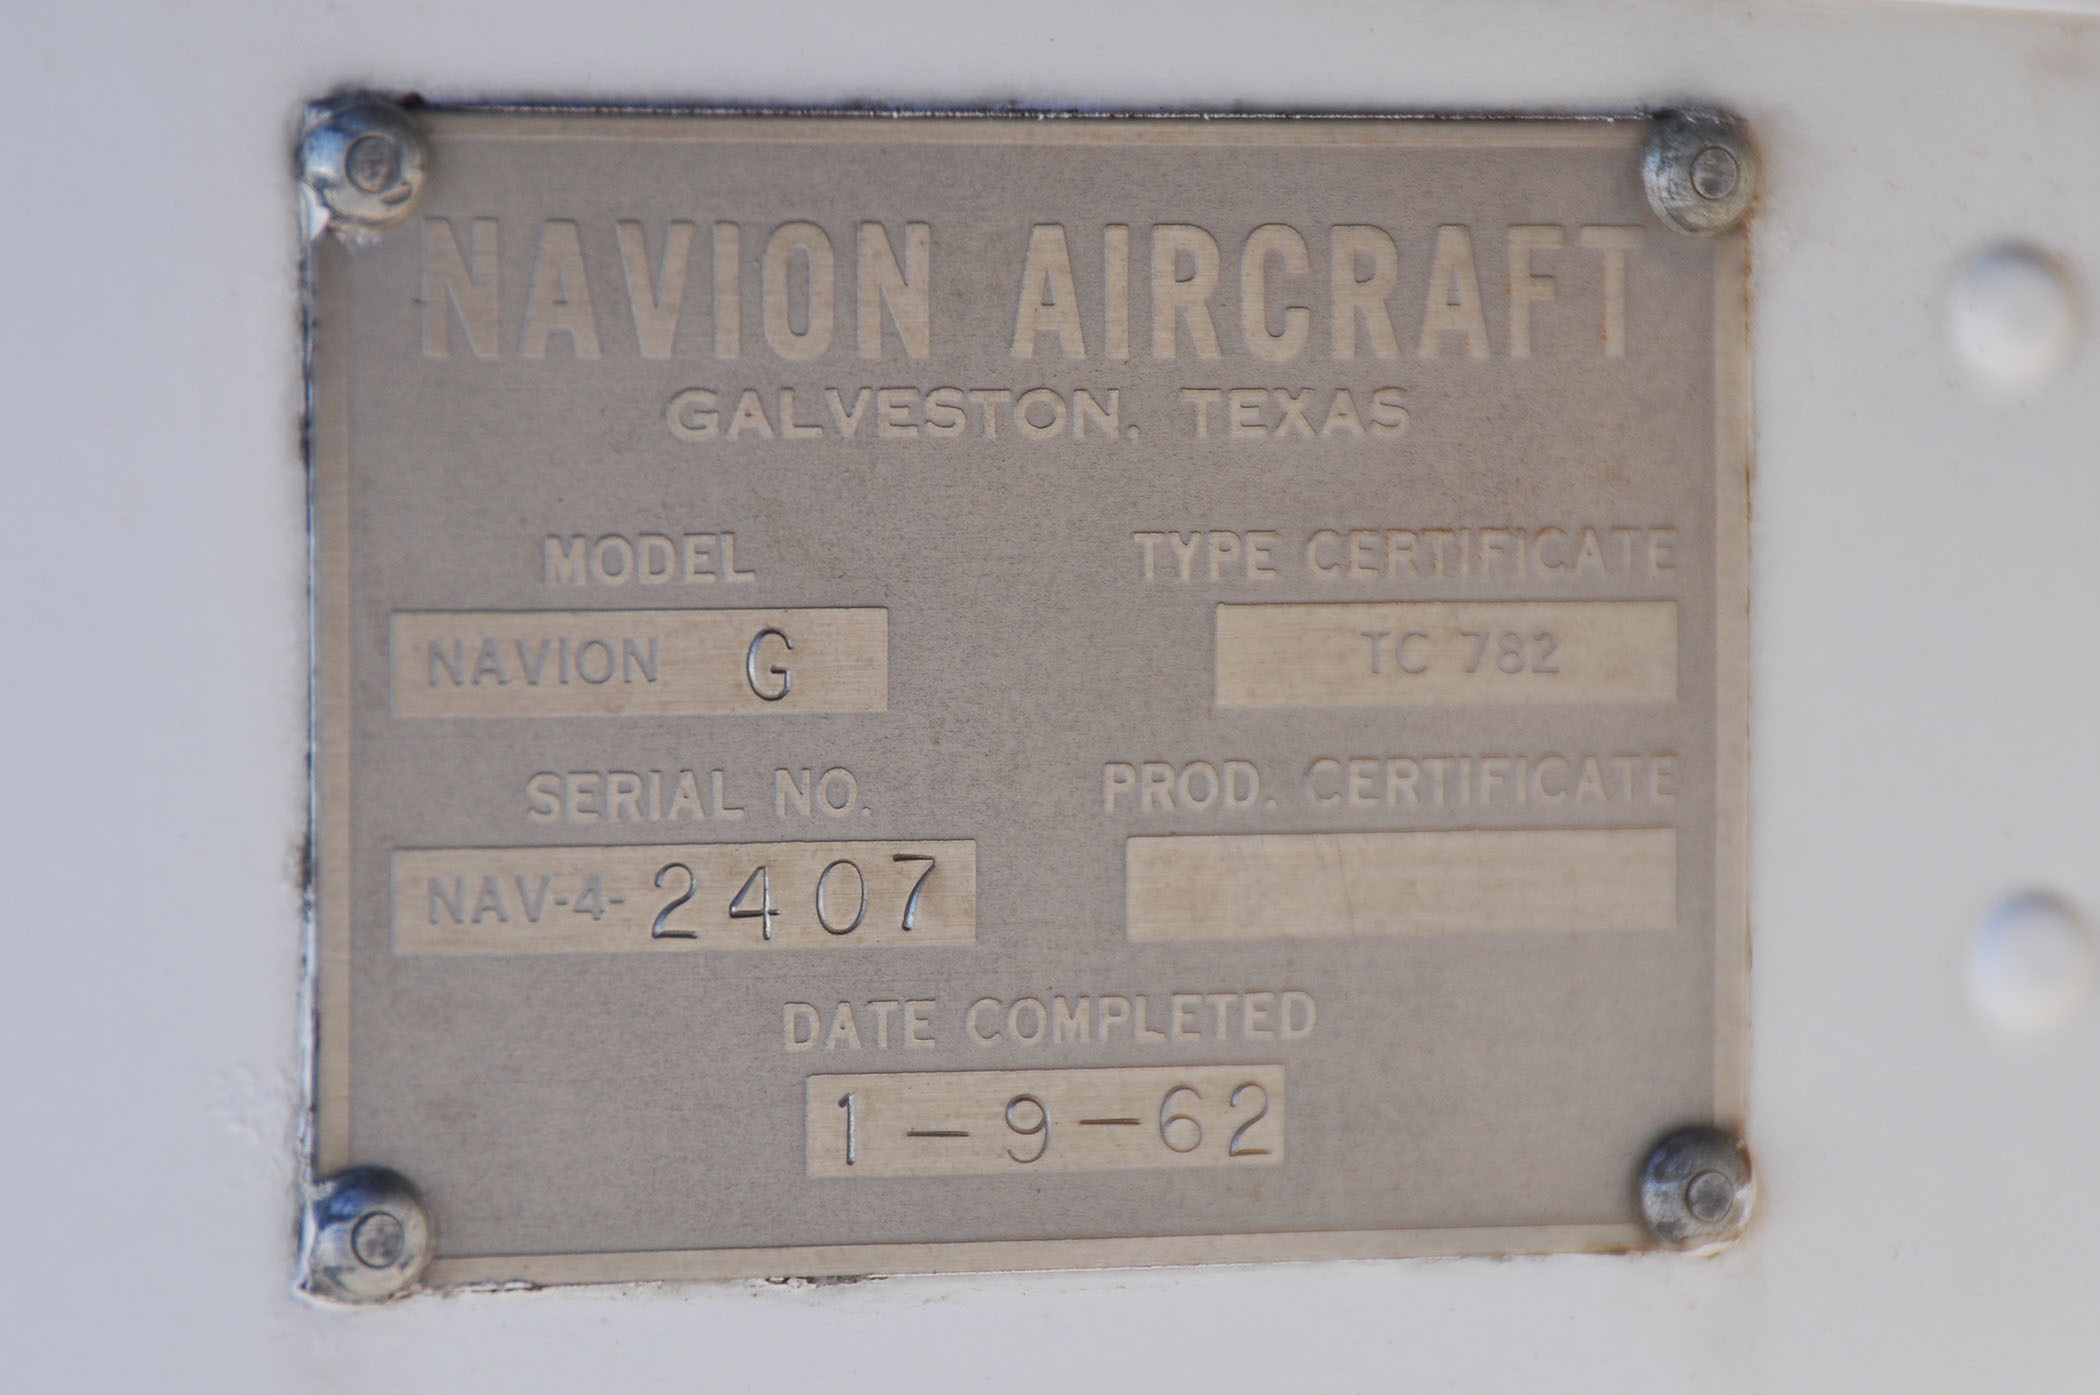 NAVION AIRCRAFT
GALVESTON, TEXAS
MODEL TYPE CERTIFICATE
NAVION G TC 782
SERIAL NO. PROD. CERTIFICATE
NAV-4-2407
DATE COMPLETED
1-9-62